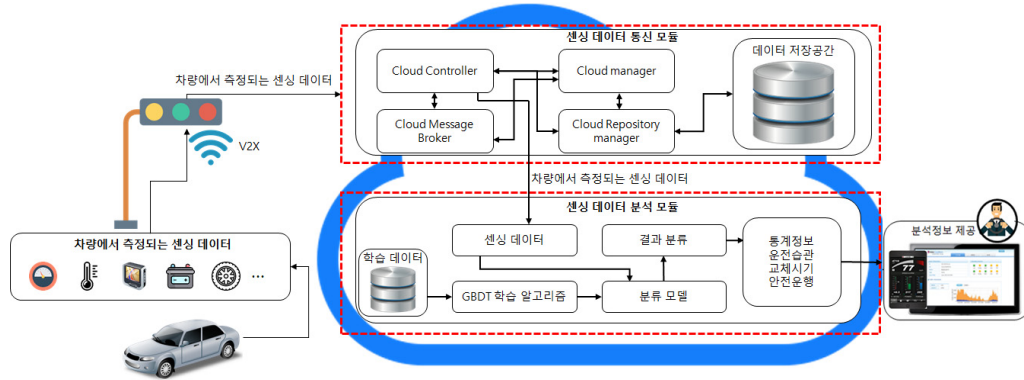 센싱 데이터 통신 모듈
Cloud Controller
Cloud manager
데이터 저장공간
Cloud Message
Broker
Cloud Repository
manager
차량에서 측정되는 센싱 데이터
V2X
차량에서 측정되는 센싱 데이터
센싱 데이터 분석 모듈
차량에서 측정되는 센싱 데이터
...
학습 데이터
센싱 데이터
결과 분류
GBDT 학습 알고리즘
분류 모델
통계정보
운전습관
교체시기
안전운행
분석정보 제공
77